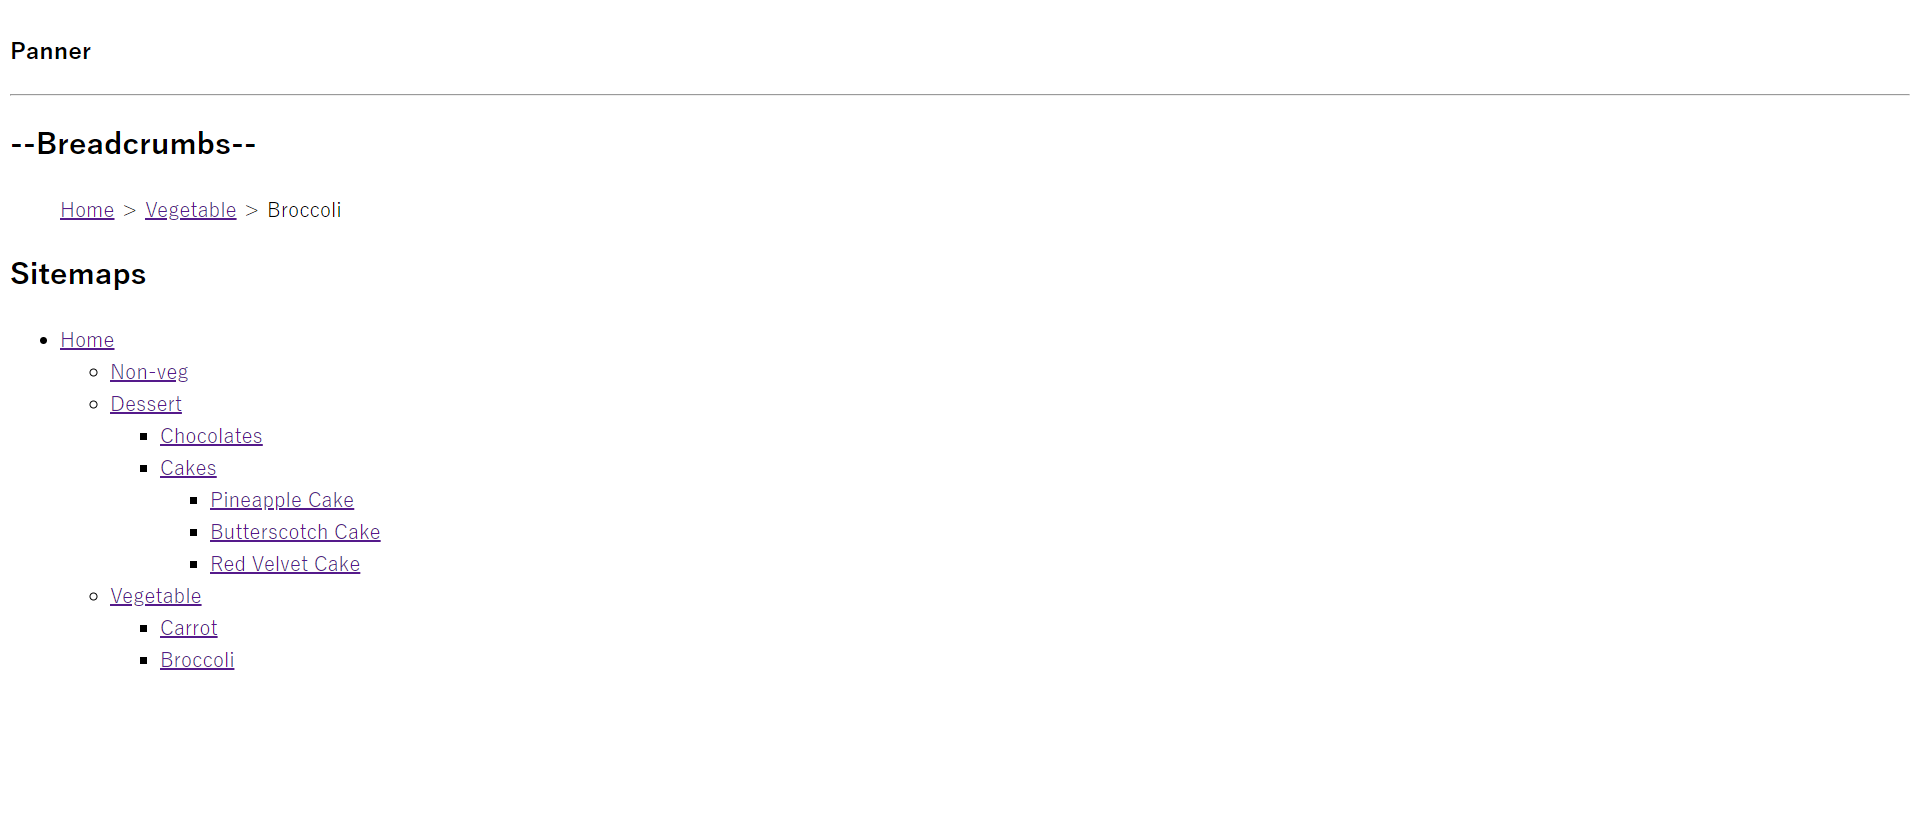 Panner
--Breadcrumbs--
Home > Vegetable > Broccoli
Sitemaps
Home
Non-veg
Dessert
Chocolates
Cakes
Pineapple Cake
Butterscotch Cake
Red Velvet Cake
Vegetable
Carrot
Broccoli